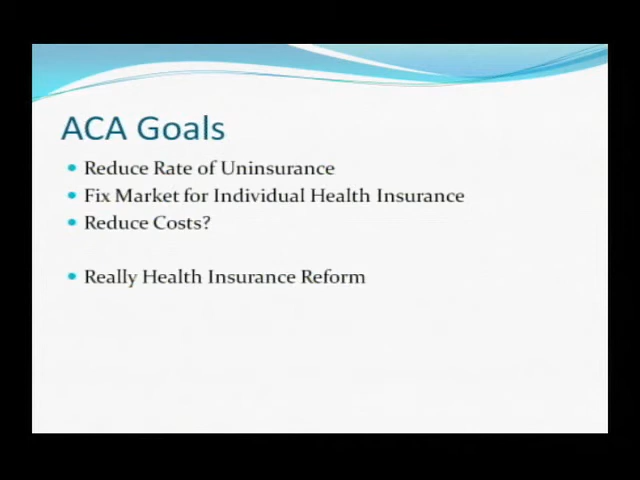 ACA Goals
Reduce Rate of Uninsurance
Fix Market for Individual Health Insurance
Reduce Costs?
Really Health Insurance Reform